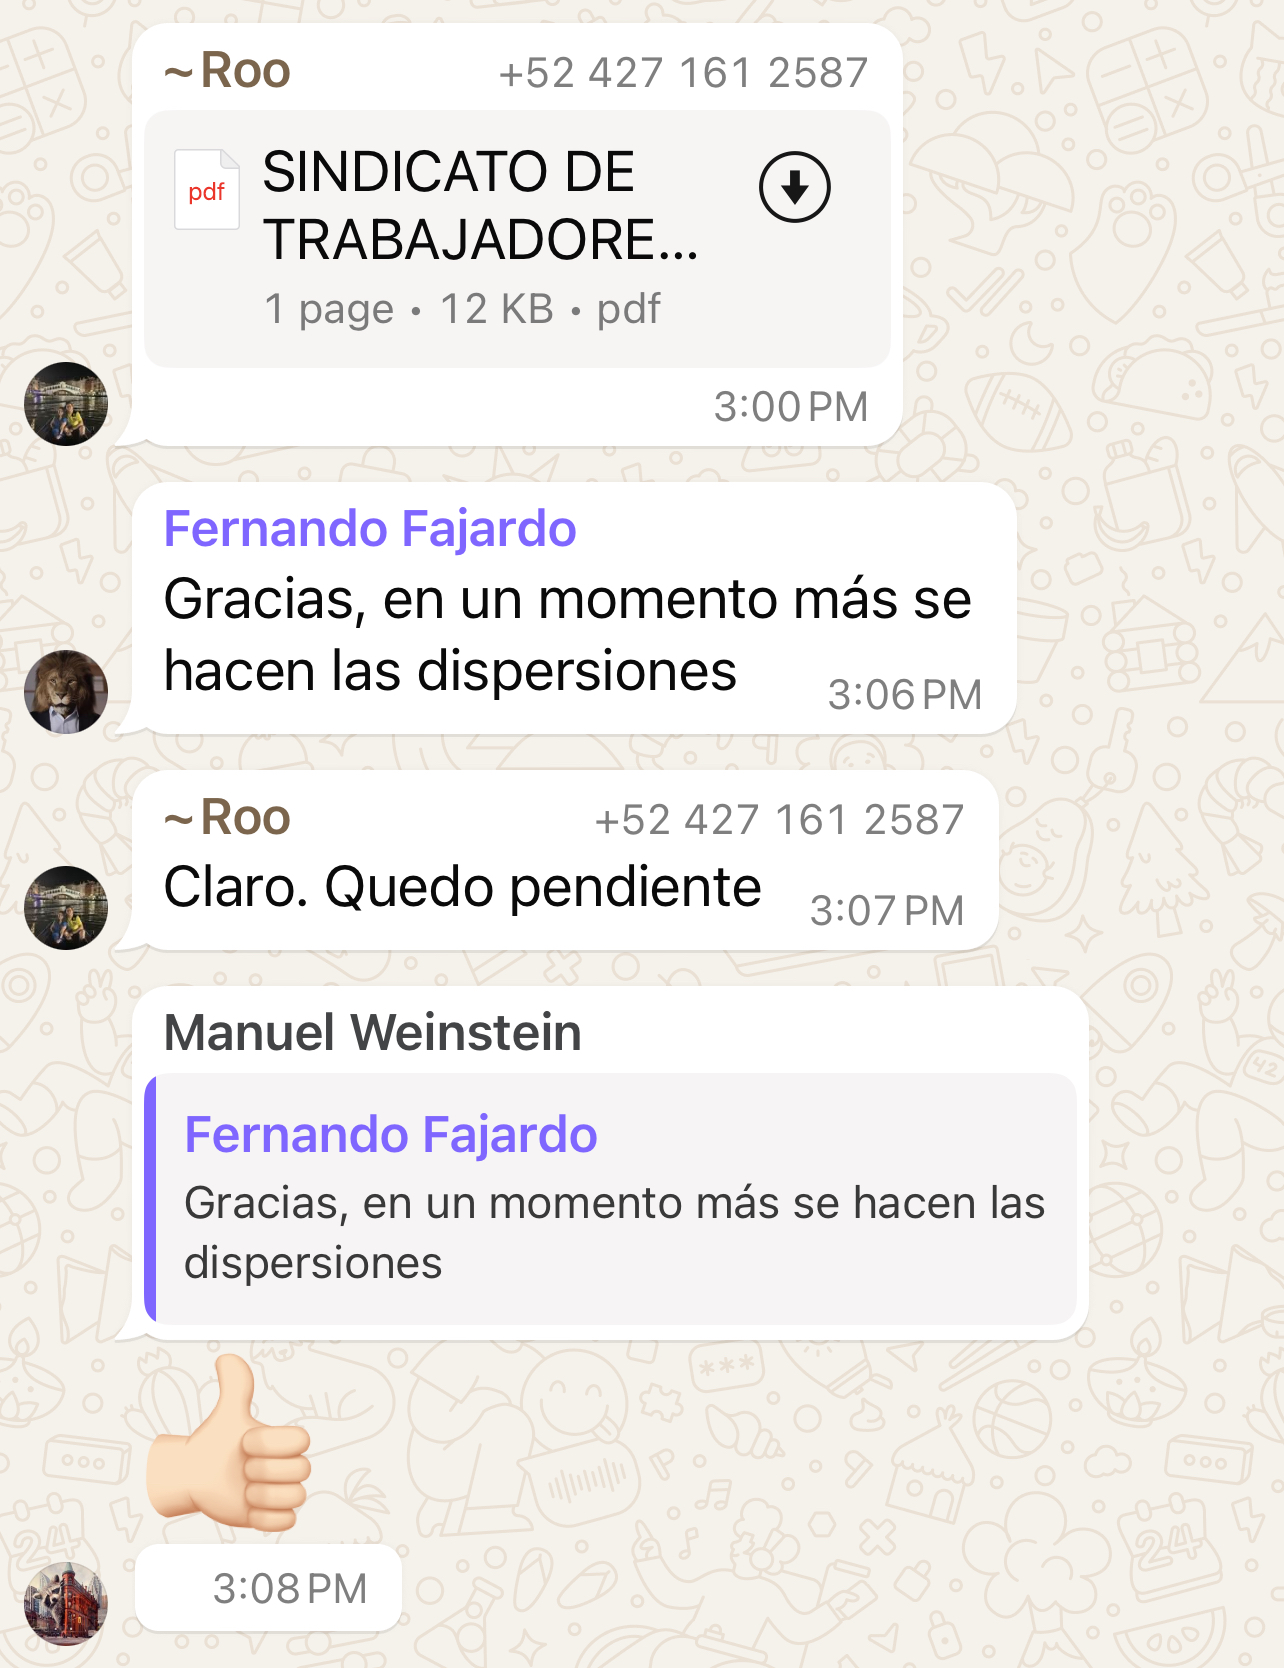 ~Roo +52 427 161 2587
pdf
SINDICATO DE
TRABAJADORE...
1 page • 12 KB • pdf
3:00 PM
Fernando Fajardo
Gracias, en un momento más se
hacen las dispersiones 3:06 PM
~Roo +52 427 161 2587
Claro. Quedo pendiente 3:07 PM
Manuel Weinstein
Fernando Fajardo
Gracias, en un momento más se hacen las
dispersiones
3:08 PM